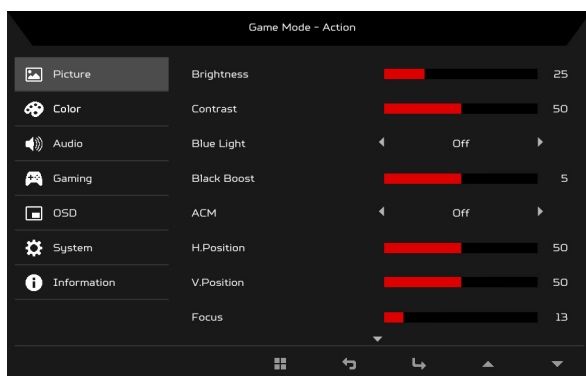 Game Mode - Action
Picture
Color
Audio
Gaming
OSD
System
Information
Brightness 25
Contrast 50
Blue Light Off
Black Boost 5
ACM Off
H.Position 50
V.Position 50
Focus 13